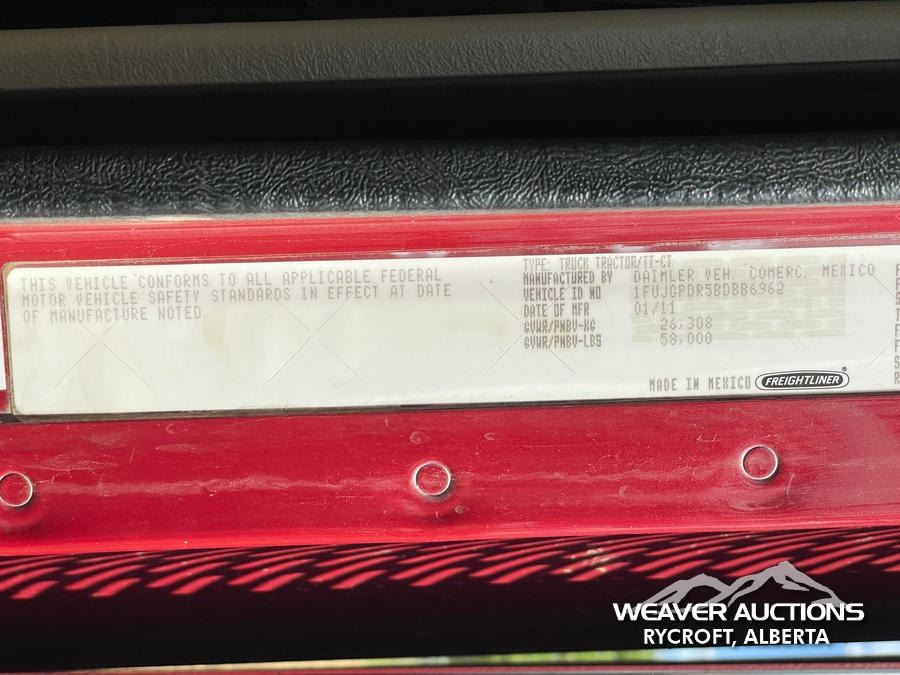 THIS VEHICLE CONFORMS TO ALL APPLICABLE FEDERAL
MOTOR VEHICLE SAFETY STANDARDS IN EFFECT AT DATE
OF MANUFACTURE NOTED.
TYPE: TRUCK TRACTOR/TT-CT
MANUFACTURED BY DAIMLER VEH. COMERC. MEXICO
VEHICLE ID NO 1FUJGPDR5BDBB6962
DATE OF MFR 01/11
GVWR/PNBV-KG 26,308
GVWR/PNBV-LBS 58,000
MADE IN MEXICO FREIGHTLINER®
WEAVER AUCTIONS
RYCROFT, ALBERTA